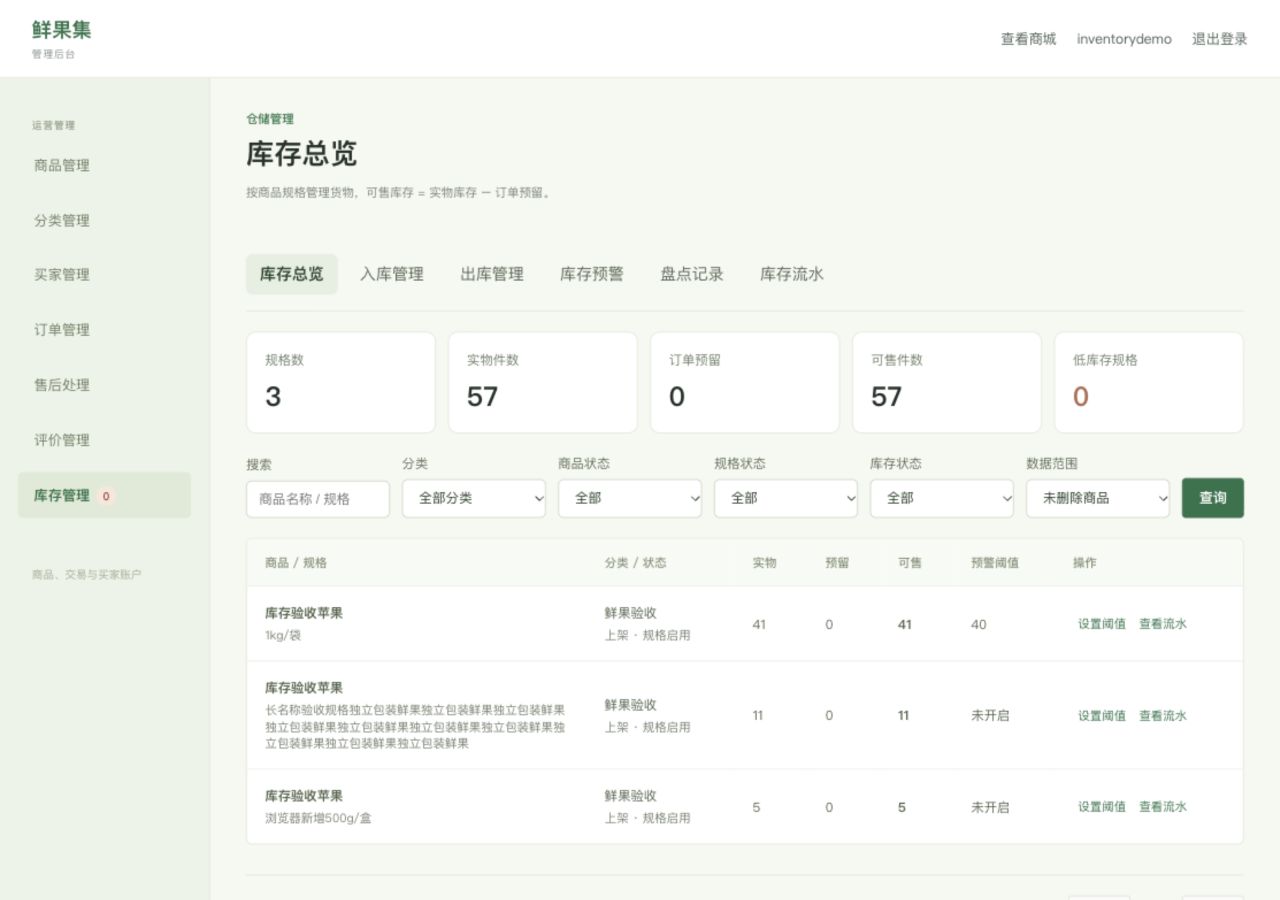 鲜果集
管理后台
查看商城 inventorydemo 退出登录
运营管理
商品管理
分类管理
买家管理
订单管理
售后处理
评价管理
库存管理 0
商品、交易与买家账户
仓储管理
库存总览
按商品规格管理货物，可售库存 = 实物库存 − 订单预留。
库存总览 入库管理 出库管理 库存预警 盘点记录 库存流水
规格数 实物件数 订单预留 可售件数 低库存规格
3 57 0 57 0
搜索 分类 商品状态 规格状态 库存状态 数据范围
商品名称 / 规格 全部分类 全部 全部 全部 未删除商品 查询
商品 / 规格 分类 / 状态 实物 预留 可售 预警阈值 操作
库存验收苹果 鲜果验收
1kg/袋 上架 · 规格启用 41 0 41 40 设置阈值 查看流水
库存验收苹果
长名称验收规格独立包装鲜果独立包装鲜果独立包装鲜果
独立包装鲜果独立包装鲜果独立包装鲜果独立包装鲜果独
立包装鲜果独立包装鲜果独立包装鲜果
鲜果验收
上架 · 规格启用 11 0 11 未开启 设置阈值 查看流水
库存验收苹果 鲜果验收
浏览器新增500g/盒 上架 · 规格启用 5 0 5 未开启 设置阈值 查看流水